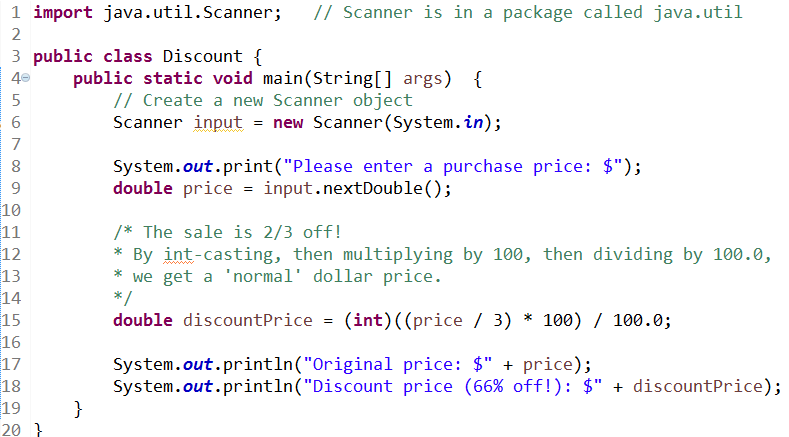 1 import java.util.Scanner;   // Scanner is in a package called java.util
2
3 public class Discount {
4     public static void main(String[] args)  {
5         // Create a new Scanner object
6         Scanner input = new Scanner(System.in);
7
8         System.out.print("Please enter a purchase price: $");
9         double price = input.nextDouble();
10
11         /* The sale is 2/3 off!
12         * By int-casting, then multiplying by 100, then dividing by 100.0,
13         * we get a 'normal' dollar price.
14         */
15         double discountPrice = (int)((price / 3) * 100) / 100.0;
16
17         System.out.println("Original price: $" + price);
18         System.out.println("Discount price (66% off!): $" + discountPrice);
19     }
20 }